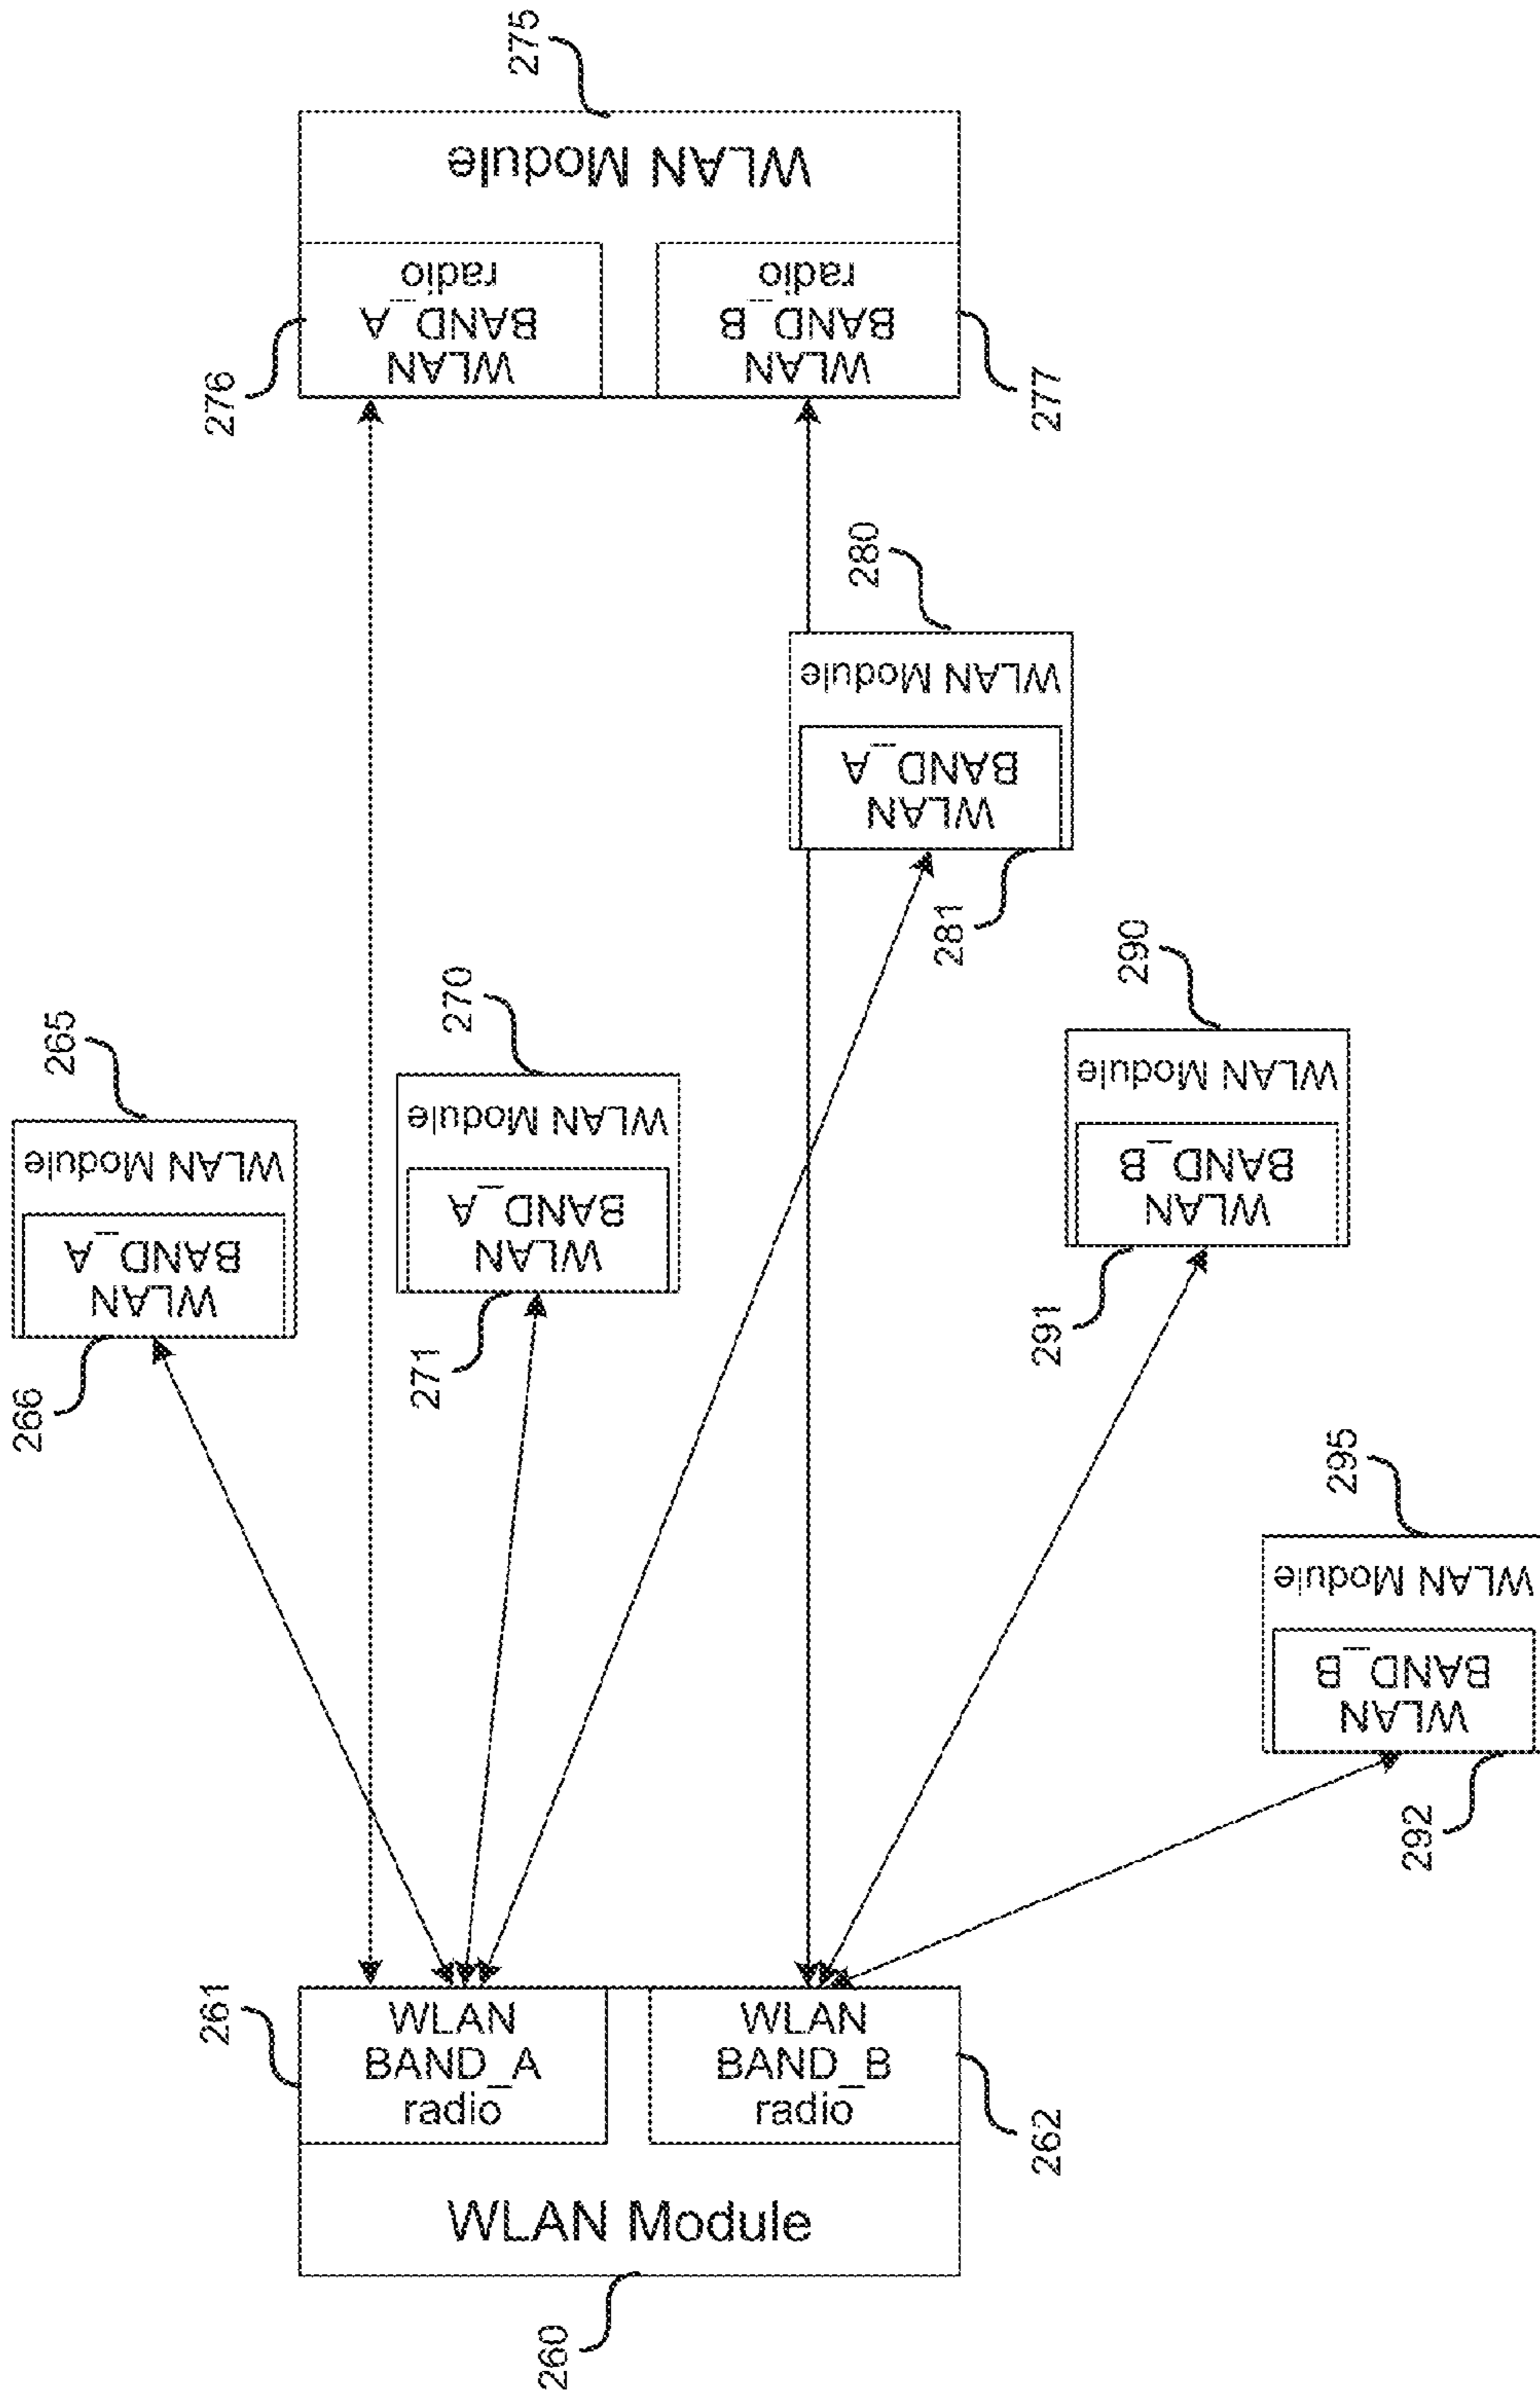 275
WLAN Module
276
WLAN
BAND_A
radio
WLAN
BAND_B
radio
277
280
WLAN Module
WLAN
BAND_A
281
265
WLAN Module
WLAN
BAND_A
266
270
WLAN Module
WLAN
BAND_A
271
290
WLAN Module
WLAN
BAND_B
291
295
WLAN Module
WLAN
BAND_B
292
261
WLAN
BAND_A
radio
WLAN
BAND_B
radio
262
WLAN Module
260